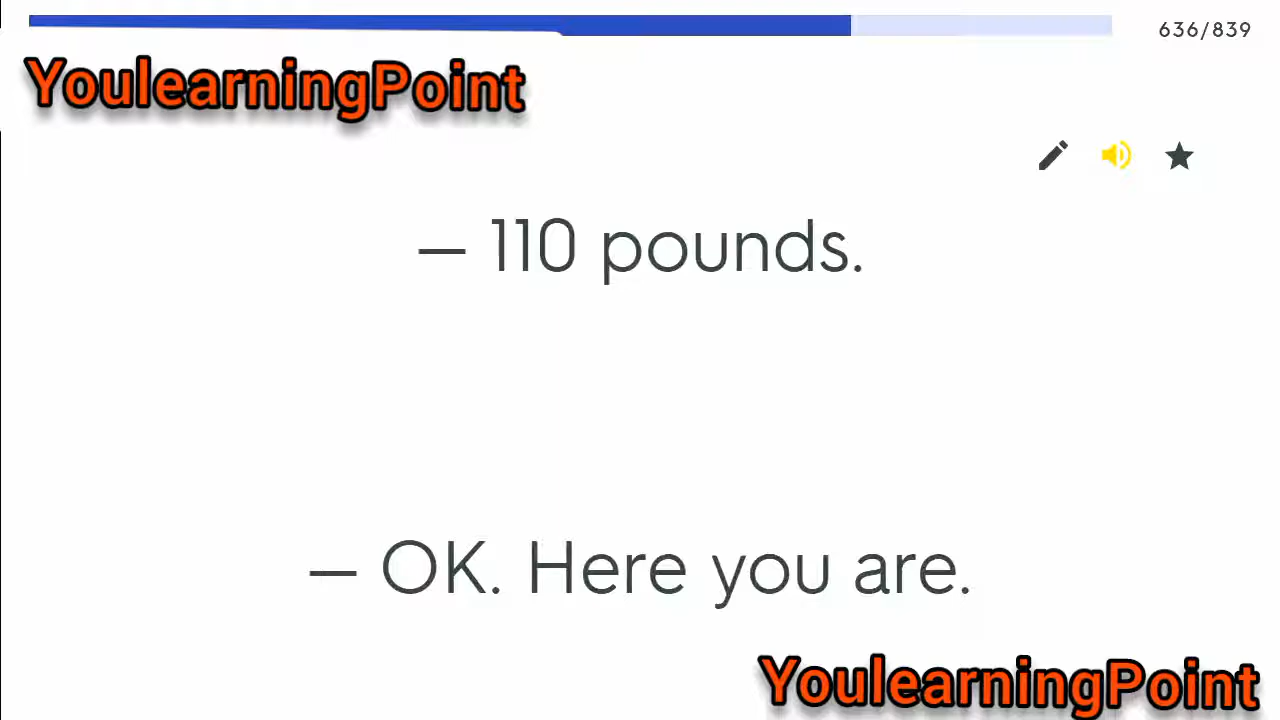 636/839
YoulearningPoint
– 110 pounds.
– OK. Here you are.
YoulearningPoint